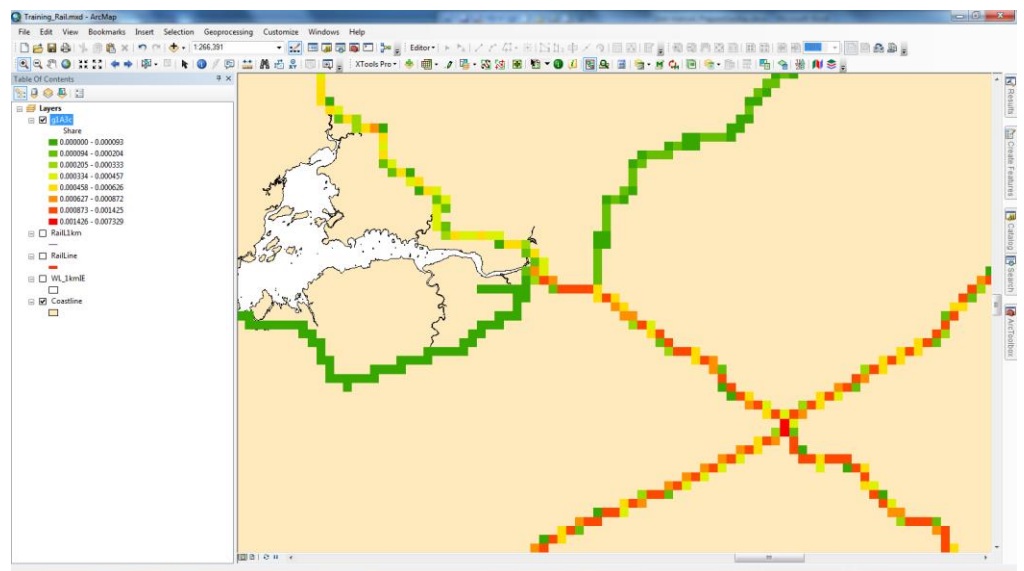 Training_Rail.mxd - ArcMap
File Edit View Bookmarks Insert Selection Geoprocessing Customize Windows Help
1:266,391
Editor
XTools Pro
Table Of Contents
Layers
g1A3c
Share
0.000000 - 0.000093
0.000094 - 0.000204
0.000205 - 0.000333
0.000334 - 0.000457
0.000458 - 0.000626
0.000627 - 0.000872
0.000873 - 0.001425
0.001426 - 0.007329
RailL1km
RailLine
WL_1kmIE
Coastline
Results
Create Features
Catalog
Search
ArcToolbox